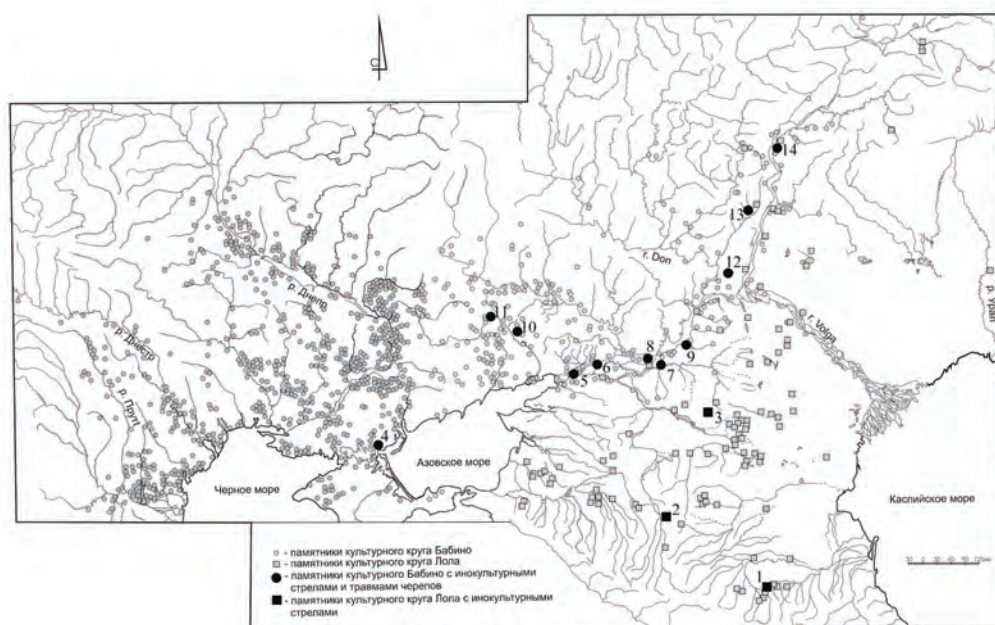 С
14
13
r. Don
12
р. Днепр
р. Урал
11
10
r. Volga
р. Днестр
8
9
6
7
5
р. Прут
3
4
Азовское море
Черное море
Каспийское море
2
- памятники культурного круга Бабино
- памятники культурного круга Лола
- памятники культурного Бабино с инокультурными
стрелами и травмами черепов
- памятники культурного круга Лола с инокультурными
стрелами
1